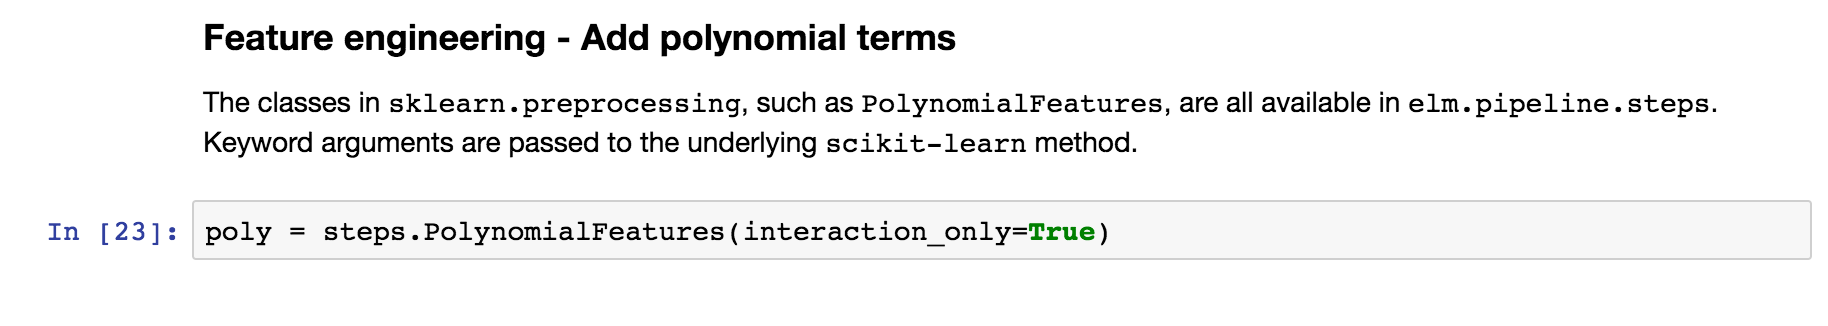 Feature engineering - Add polynomial terms
The classes in sklearn.preprocessing, such as PolynomialFeatures, are all available in elm.pipeline.steps.
Keyword arguments are passed to the underlying scikit-learn method.
In [23]: poly = steps.PolynomialFeatures(interaction_only=True)